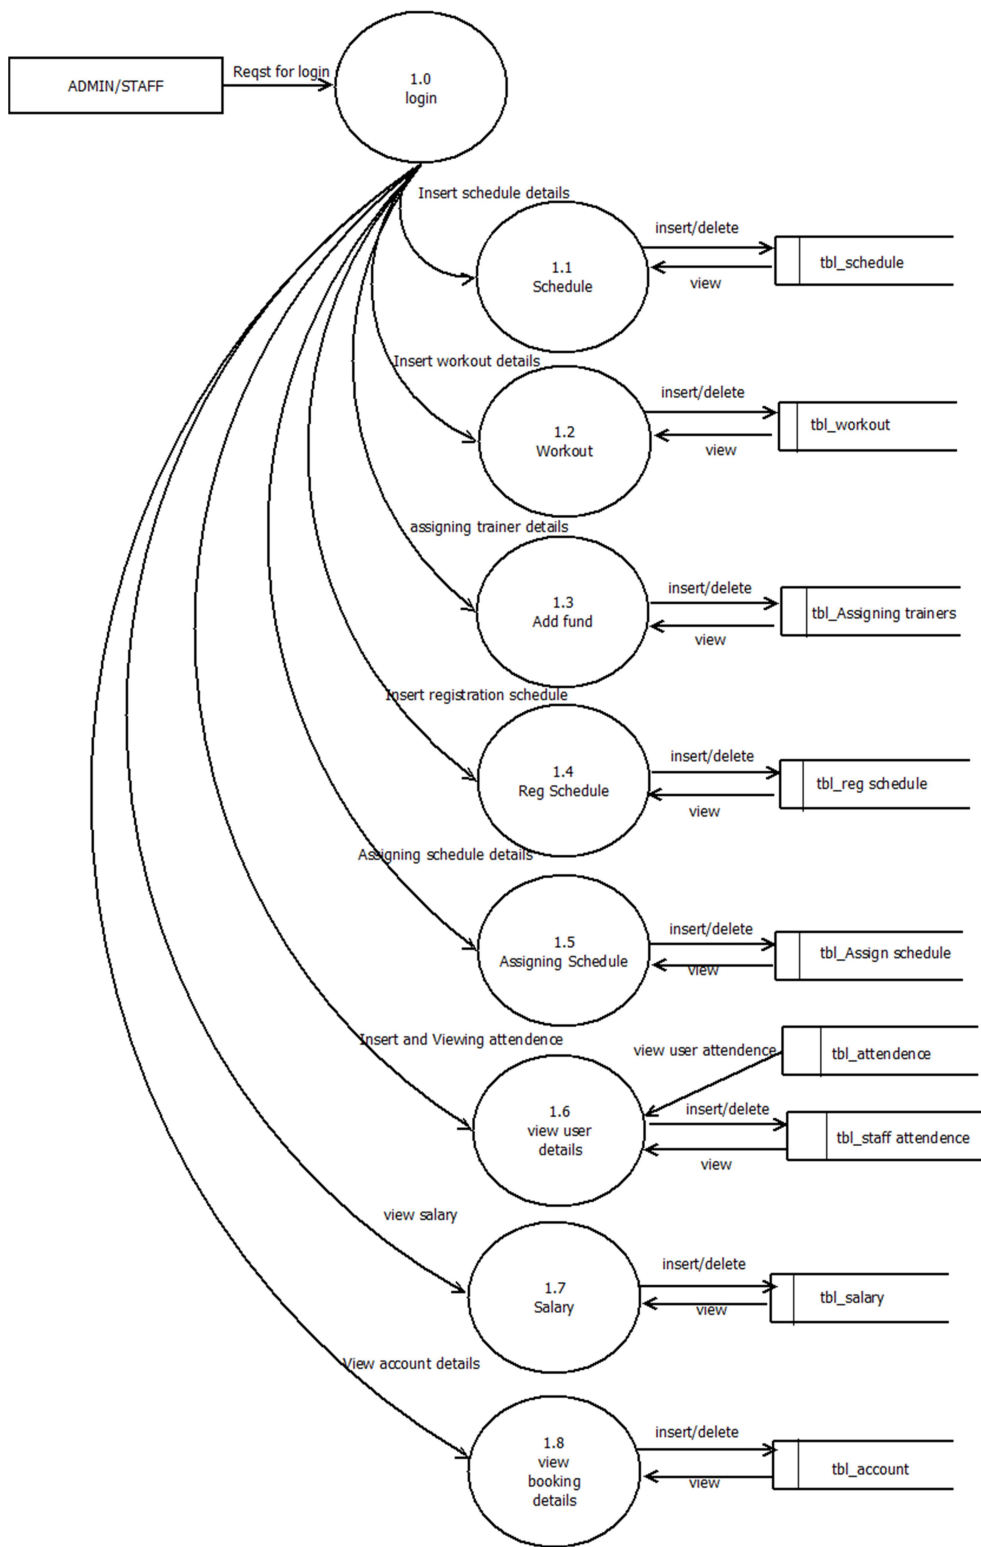 ADMIN/STAFF
Reqst for login
1.0
login
Insert schedule details
1.1
Schedule
insert/delete
view
tbl_schedule
Insert workout details
1.2
Workout
insert/delete
view
tbl_workout
assigning trainer details
1.3
Add fund
insert/delete
view
tbl_Assigning trainers
Insert registration schedule
1.4
Reg Schedule
insert/delete
view
tbl_reg schedule
Assigning schedule details
1.5
Assigning Schedule
insert/delete
view
tbl_Assign schedule
Insert and Viewing attendence
view user attendence
tbl_attendence
1.6
view user
details
insert/delete
view
tbl_staff attendence
view salary
1.7
Salary
insert/delete
view
tbl_salary
View account details
1.8
view
booking
details
insert/delete
view
tbl_account